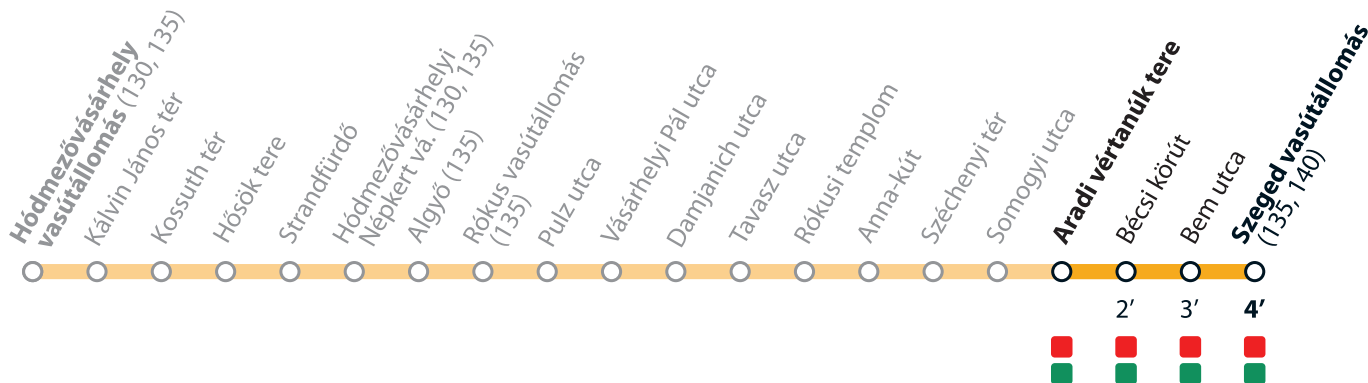 Hódmezővásárhely
vasútállomás (130, 135)
Kálvin János tér
Kossuth tér
Hősök tere
Strandfürdő
Hódmezővásárhelyi
Népkert vá. (130, 135)
Algyő (135)
Rókus vasútállomás
(135)
Pulz utca
Vásárhelyi Pál utca
Damjanich utca
Tavasz utca
Rókusi templom
Anna-kút
Széchenyi tér
Somogyi utca
Aradi vértanúk tere
Bécsi körút
Bem utca
Szeged vasútállomás
(135, 140)
2’ 3’ 4’